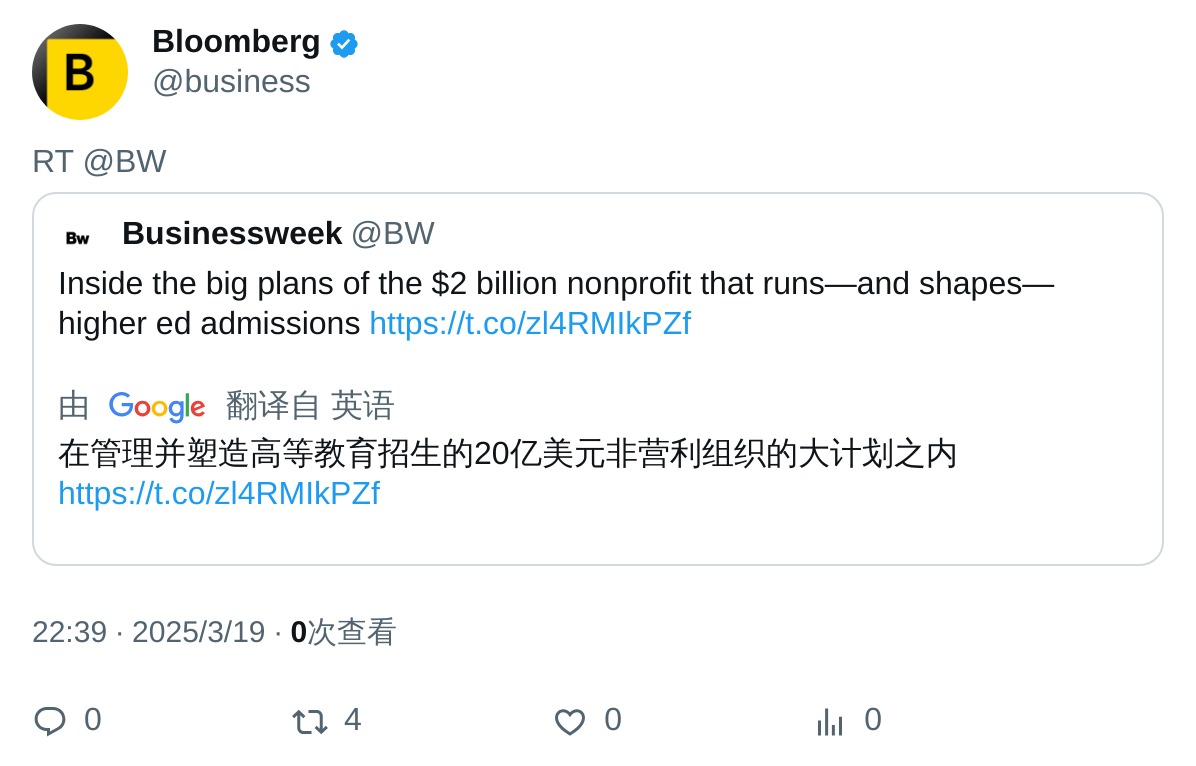 B
Bloomberg
@business
RT @BW
Bw
Businessweek @BW
Inside the big plans of the $2 billion nonprofit that runs—and shapes—
higher ed admissions https://t.co/zl4RMIkPZf
由 Google 翻译自 英语
在管理并塑造高等教育招生的20亿美元非营利组织的大计划之内
https://t.co/zl4RMIkPZf
22:39 · 2025/3/19 · 0次查看
0 4 0 0